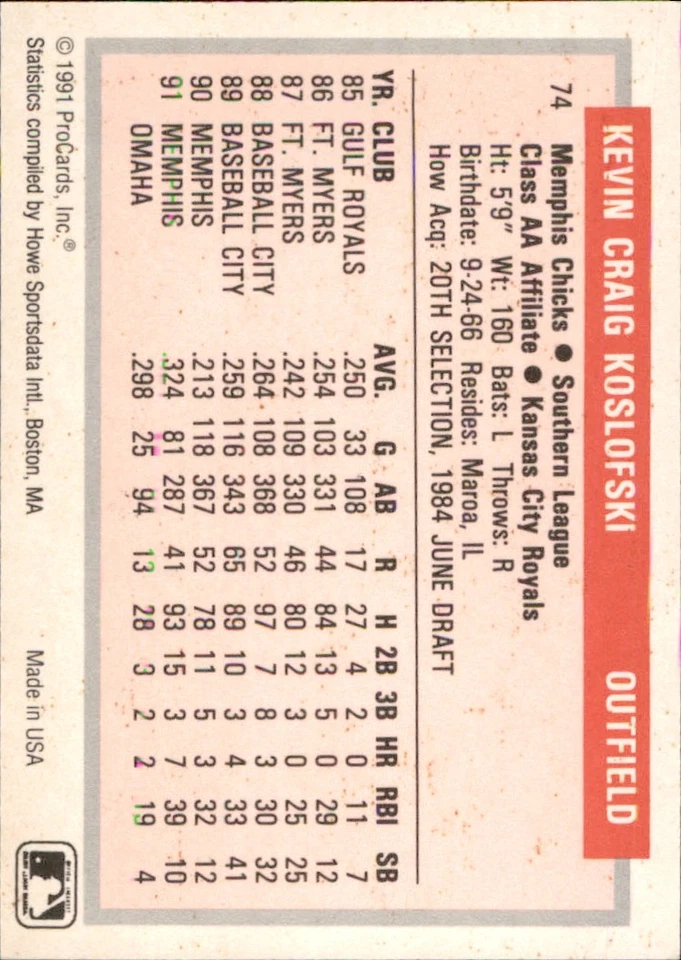 KEVIN CRAIG KOSLOFSKI OUTFIELD
74 Memphis Chicks ● Southern League
Class AA Affiliate ● Kansas City Royals
Ht: 5'9" Wt: 160 Bats: L Throws: R
Birthdate: 9-24-66 Resides: Maroa, IL
How Acq: 20TH SELECTION, 1984 JUNE DRAFT
YR. CLUB AVG. G AB R H 2B 3B HR RBI SB
85 GULF ROYALS .250 33 108 17 27 4 2 0 11 7
86 FT. MYERS .254 103 331 44 84 13 5 0 29 12
87 FT. MYERS .242 109 330 46 80 12 3 0 25 25
88 BASEBALL CITY .264 108 368 52 97 7 8 3 30 32
89 BASEBALL CITY .259 116 343 65 89 10 3 4 33 41
90 MEMPHIS .213 118 367 52 78 11 5 3 32 12
91 MEMPHIS .324 81 287 41 93 15 3 7 39 10
OMAHA .298 25 94 13 28 3 2 2 19 4
© 1991 ProCards, Inc.®
Statistics compiled by Howe Sportsdata Intl., Boston, MA Made in USA